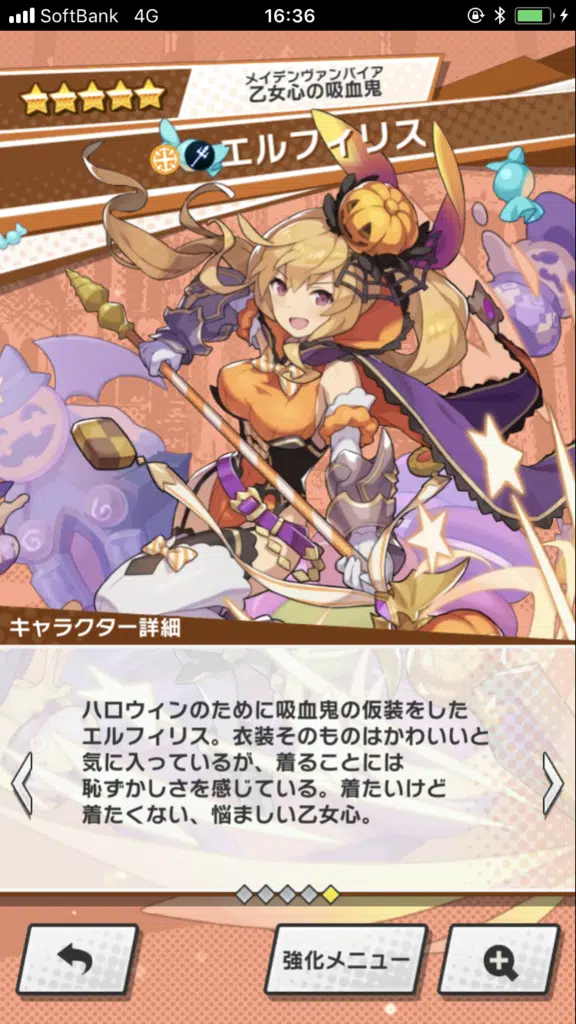 SoftBank 4G 16:36
メイデンヴァンパイア
乙女心の吸血鬼
エルフィリス
キャラクター詳細
ハロウィンのために吸血鬼の仮装をした
エルフィリス。衣装そのものはかわいいと
気に入っているが、着ることには
恥ずかしさを感じている。着たいけど
着たくない、悩ましい乙女心。
強化メニュー